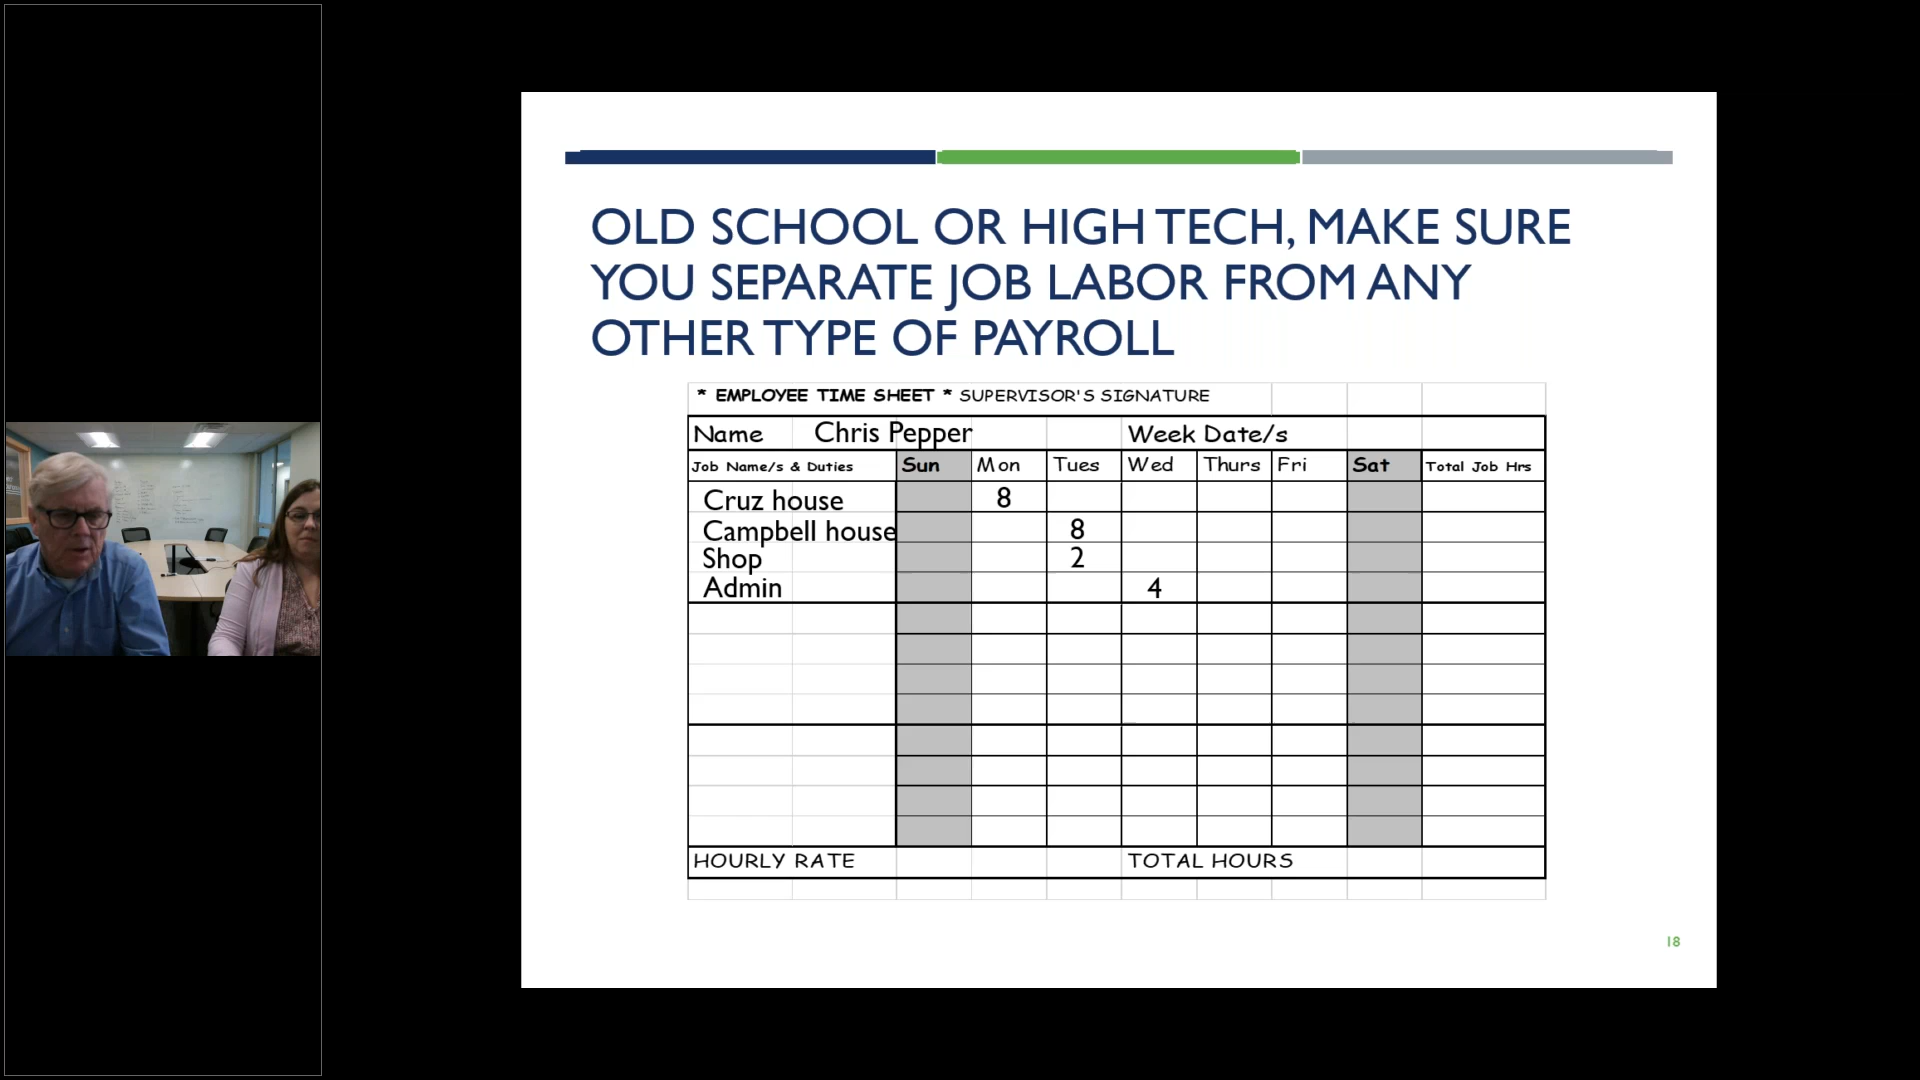 OLD SCHOOL OR HIGH TECH, MAKE SURE
YOU SEPARATE JOB LABOR FROM ANY
OTHER TYPE OF PAYROLL
* EMPLOYEE TIME SHEET * SUPERVISOR'S SIGNATURE
Name Chris Pepper Week Date/s
Job Name/s & Duties Sun Mon Tues Wed Thurs Fri Sat Total Job Hrs
Cruz house 8
Campbell house 8
Shop 2
Admin 4
HOURLY RATE TOTAL HOURS
18